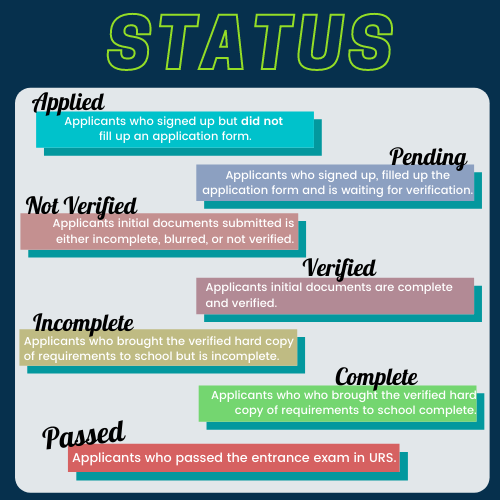 STATUS
Applied
Applicants who signed up but did not
fill up an application form.
Pending
Applicants who signed up, filled up the
application form and is waiting for verification.
Not Verified
Applicants initial documents submitted is
either incomplete, blurred, or not verified.
Verified
Applicants initial documents are complete
and verified.
Incomplete
Applicants who brought the verified hard copy
of requirements to school but is incomplete.
Complete
Applicants who who brought the verified hard
copy of requirements to school complete.
Passed
Applicants who passed the entrance exam in URS.